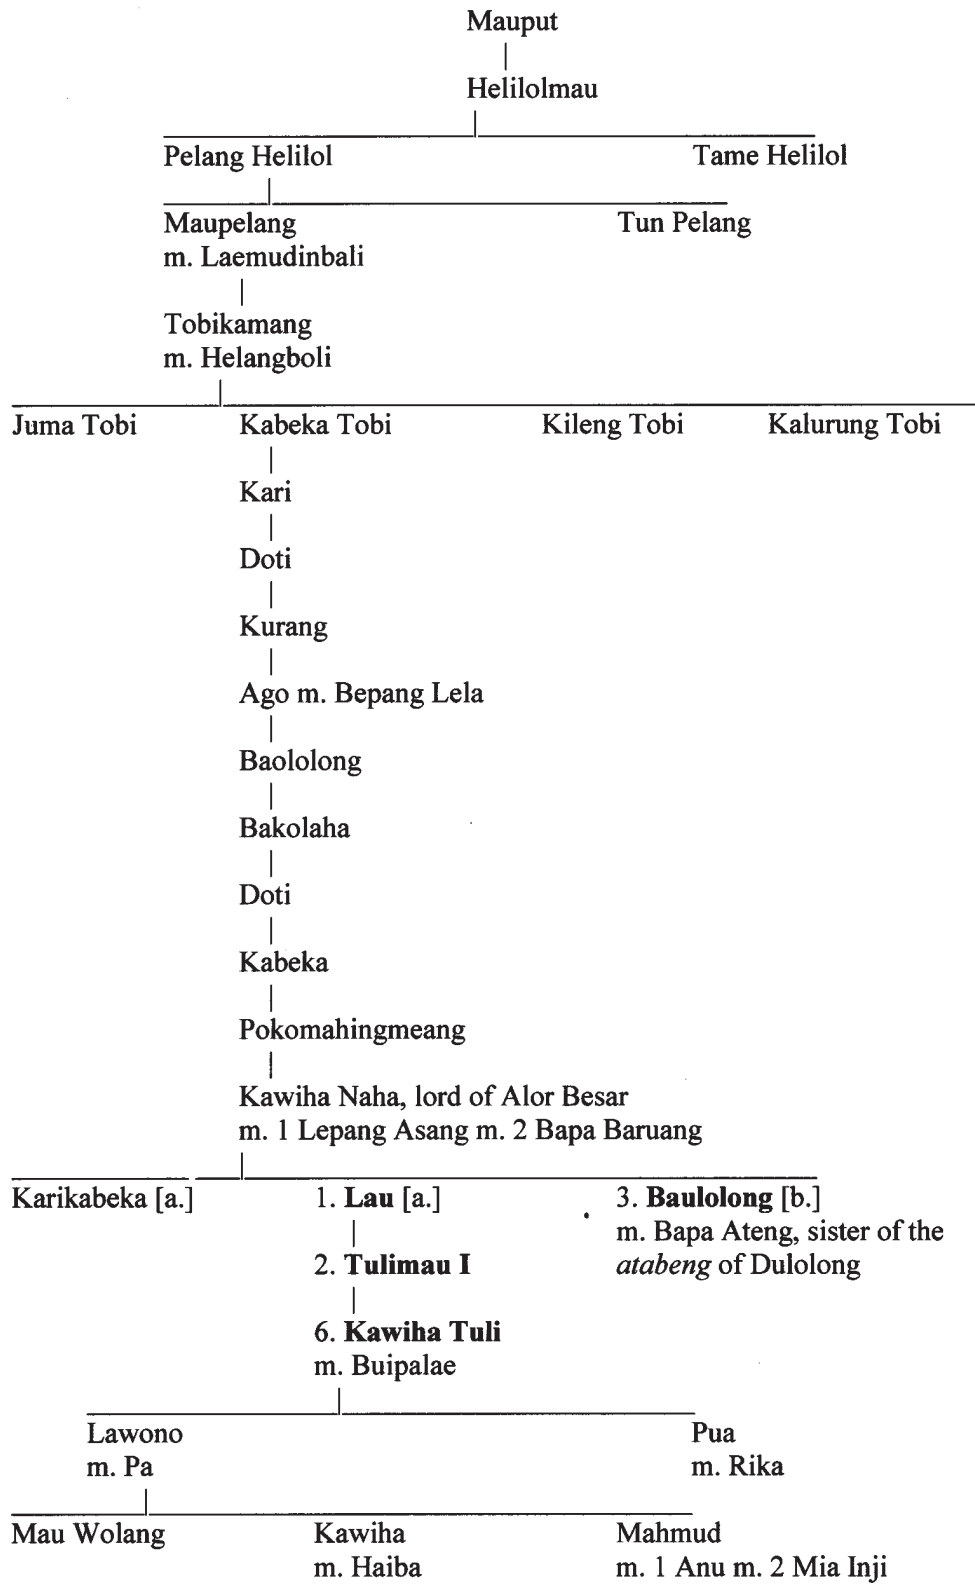 Mauput
Helilolmau
Pelang Helilol Tame Helilol
Maupelang Tun Pelang
m. Laemudinbali
Tobikamang
m. Helangboli
Juma Tobi Kabeka Tobi Kileng Tobi Kalurung Tobi
Kari
Doti
Kurang
Ago m. Bepang Lela
Baololong
Bakolaha
Doti
Kabeka
Pokomahingmeang
Kawiha Naha, lord of Alor Besar
m. 1 Lepang Asang m. 2 Bapa Baruang
Karikabeka [a.] 1. Lau [a.] 3. Baulolong [b.]
m. Bapa Ateng, sister of the
2. Tulimau I atabeng of Dulolong
6. Kawiha Tuli
m. Buipalae
Lawono Pua
m. Pa m. Rika
Mau Wolang Kawiha Mahmud
m. Haiba m. 1 Anu m. 2 Mia Inji